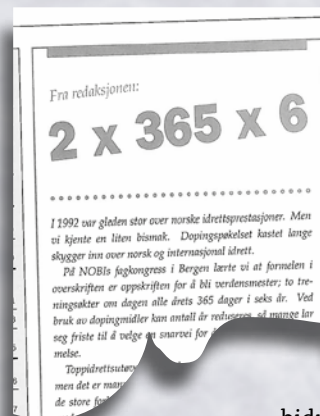 Fra redaksjonen:
2 x 365 x 6
I 1992 var gleden stor over norske idrettsprestasjoner. Men
vi kjente en liten bismak. Dopingspøkelset kastet lange
skygger inn over norsk og internasjonal idrett.
På NOBIs fagkongress i Bergen lærte vi at formelen i
overskriften er oppskriften for å bli verdensmester; to tre-
ningsøkter om dagen alle årets 365 dager i seks år. Ved
bruk av dopingmidler kan antall år reduseres, så mange lar
seg friste til å velge en snarvei for å
melse.
Toppidrettsutøv
men det er man
de store